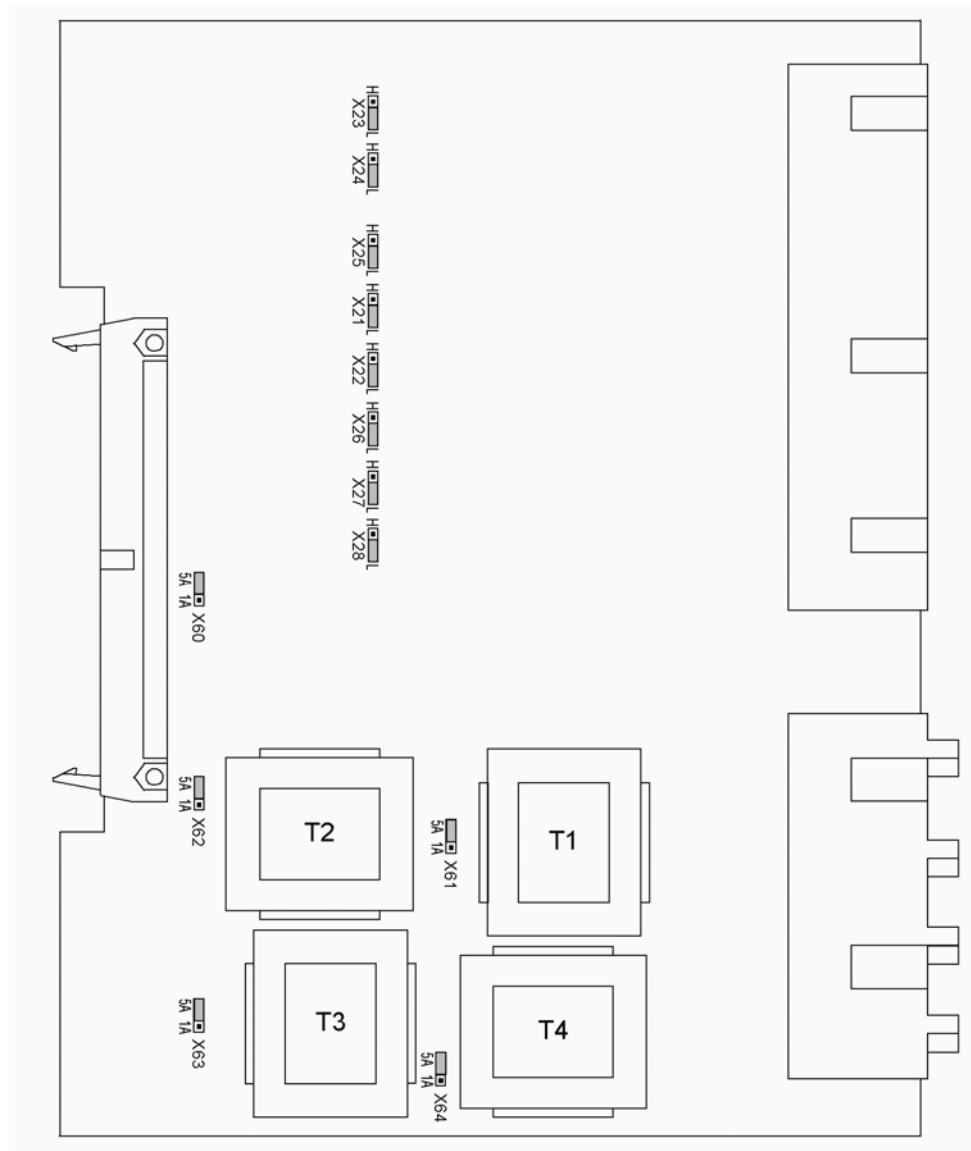 H X23 L
H X24 L
H X25 L
H X21 L
H X22 L
H X26 L
H X27 L
H X28 L
5A 1A X60
5A 1A X62
T2
5A 1A X61
T1
5A 1A X63
T3
5A 1A X64
T4